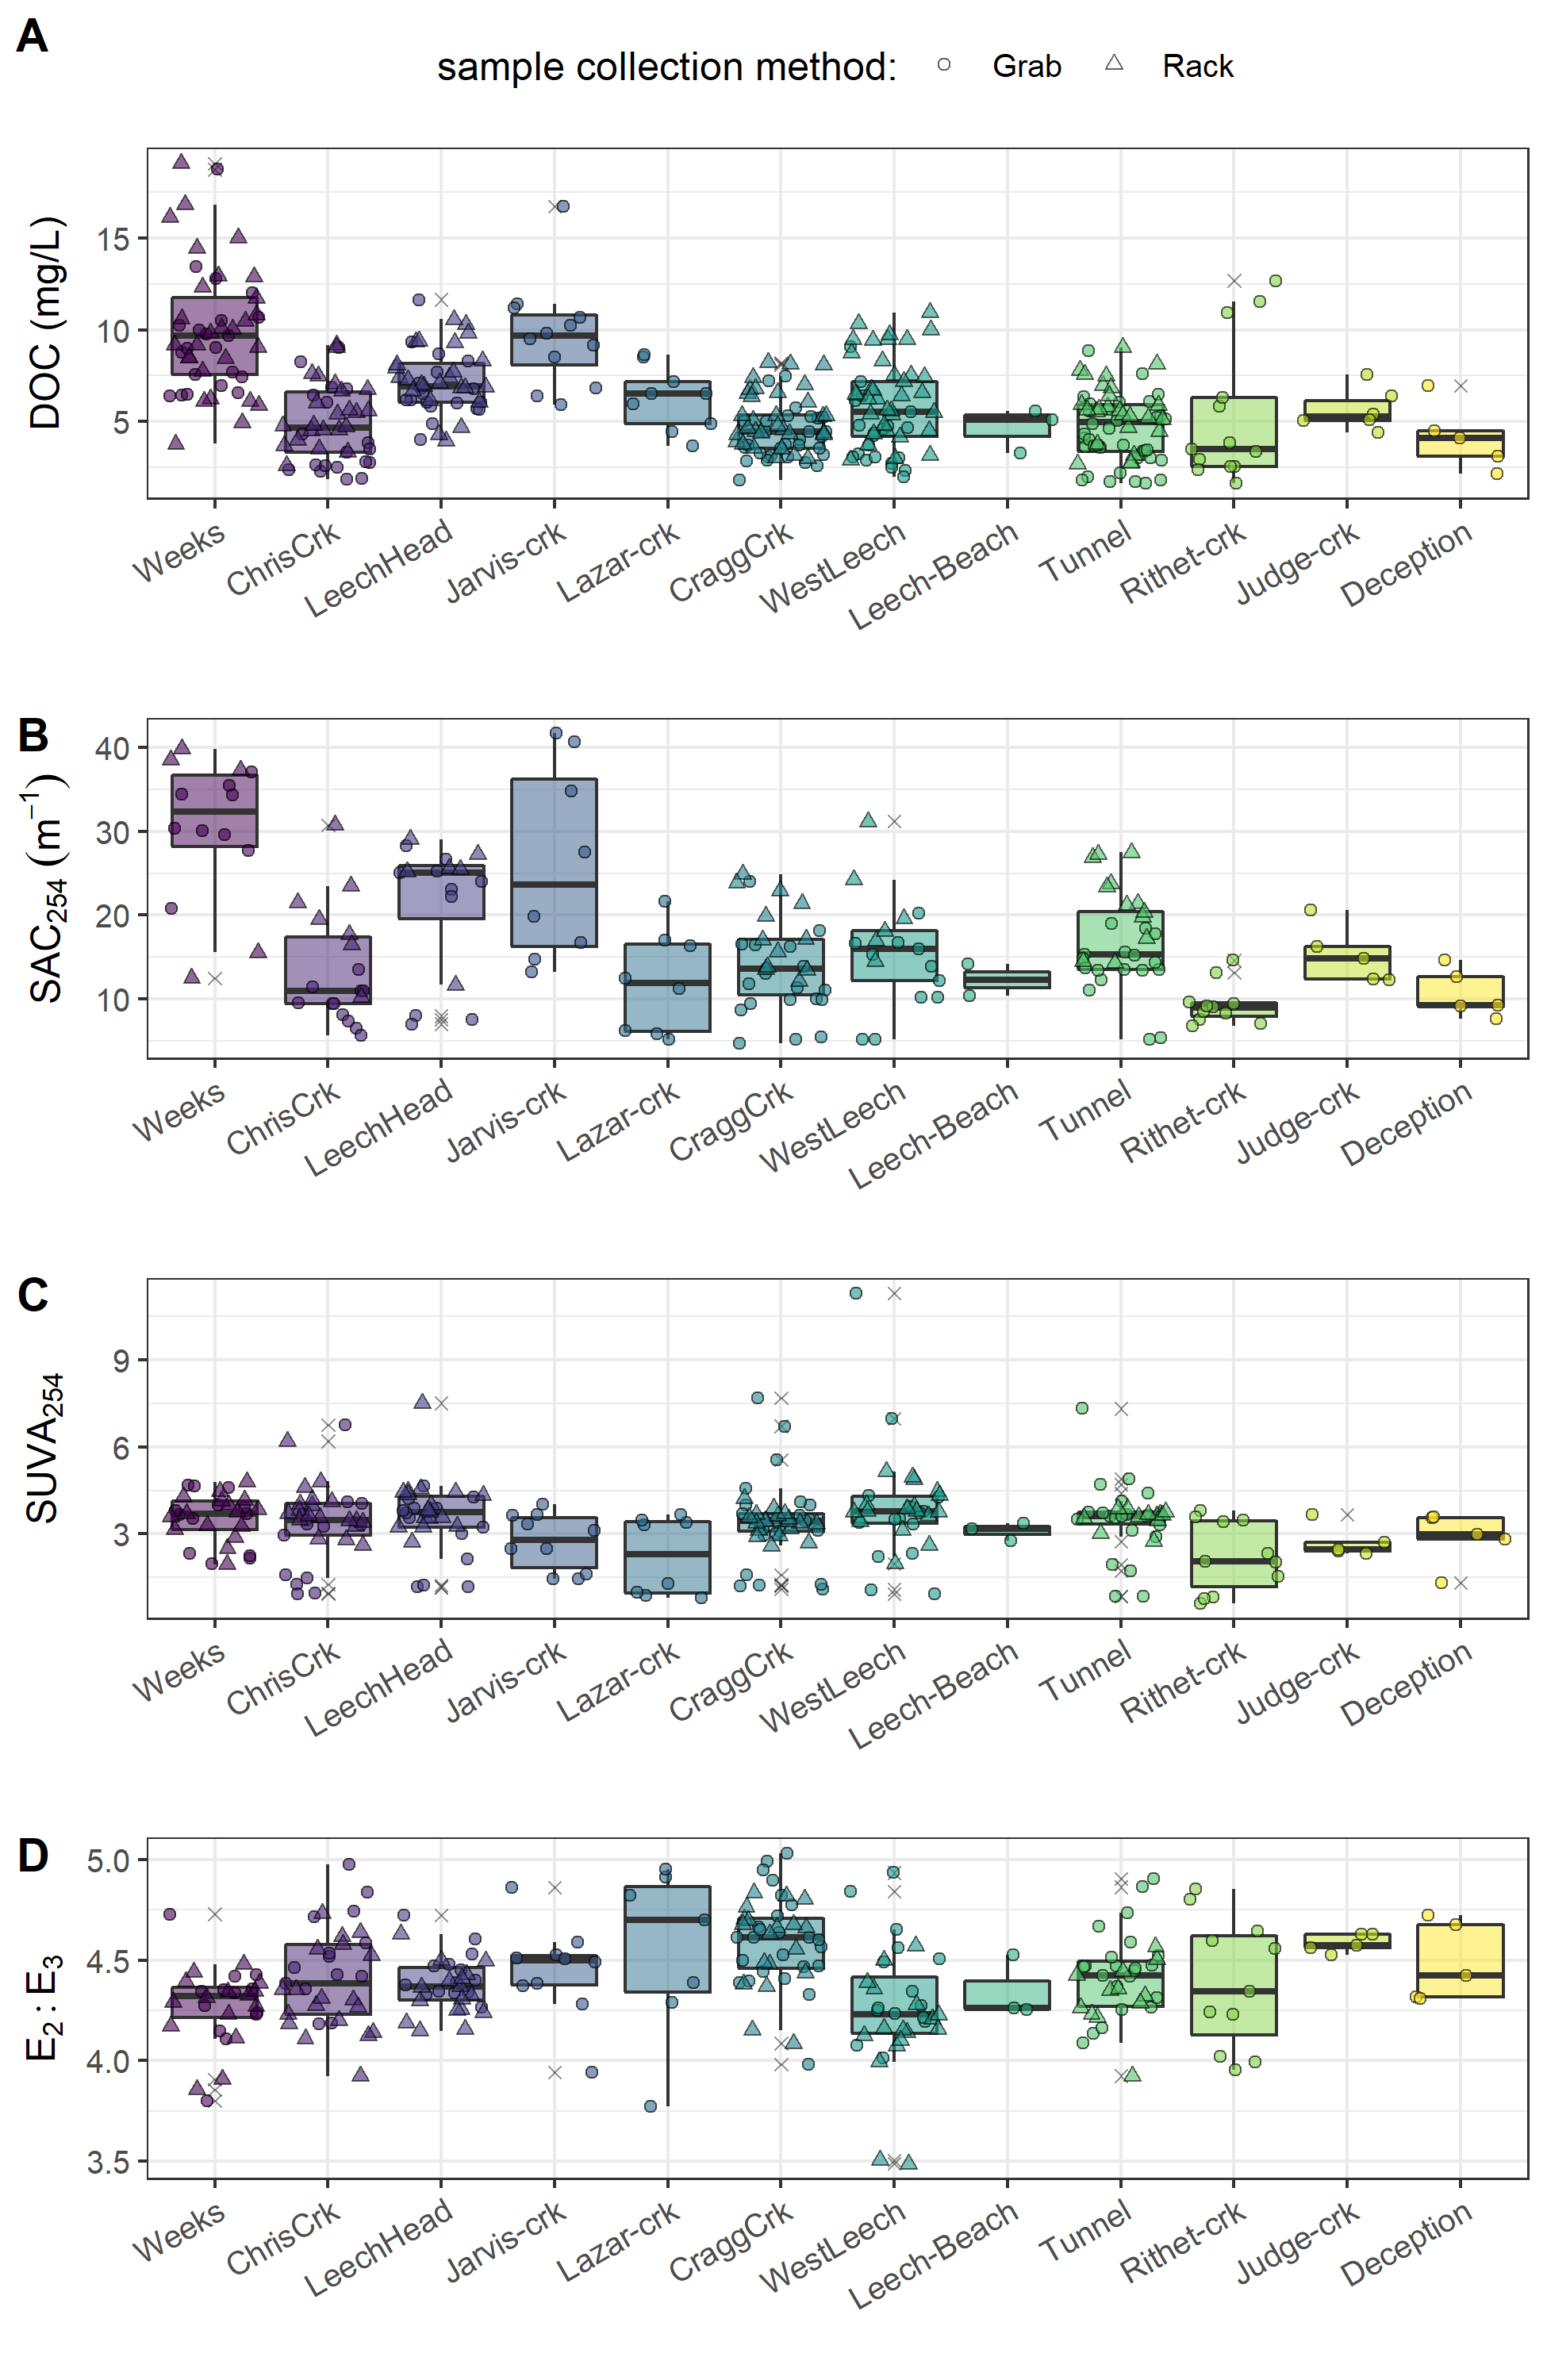 A
sample collection method: Grab Rack
DOC (mg/L)
15
10
5
Weeks ChrisCrk LeechHead Jarvis-crk Lazar-crk CraggCrk WestLeech Leech-Beach Tunnel Rithet-crk Judge-crk Deception
B
SAC254 (m−1)
40
30
20
10
Weeks ChrisCrk LeechHead Jarvis-crk Lazar-crk CraggCrk WestLeech Leech-Beach Tunnel Rithet-crk Judge-crk Deception
C
SUVA254
9
6
3
Weeks ChrisCrk LeechHead Jarvis-crk Lazar-crk CraggCrk WestLeech Leech-Beach Tunnel Rithet-crk Judge-crk Deception
D
E2 : E3
5.0
4.5
4.0
3.5
Weeks ChrisCrk LeechHead Jarvis-crk Lazar-crk CraggCrk WestLeech Leech-Beach Tunnel Rithet-crk Judge-crk Deception